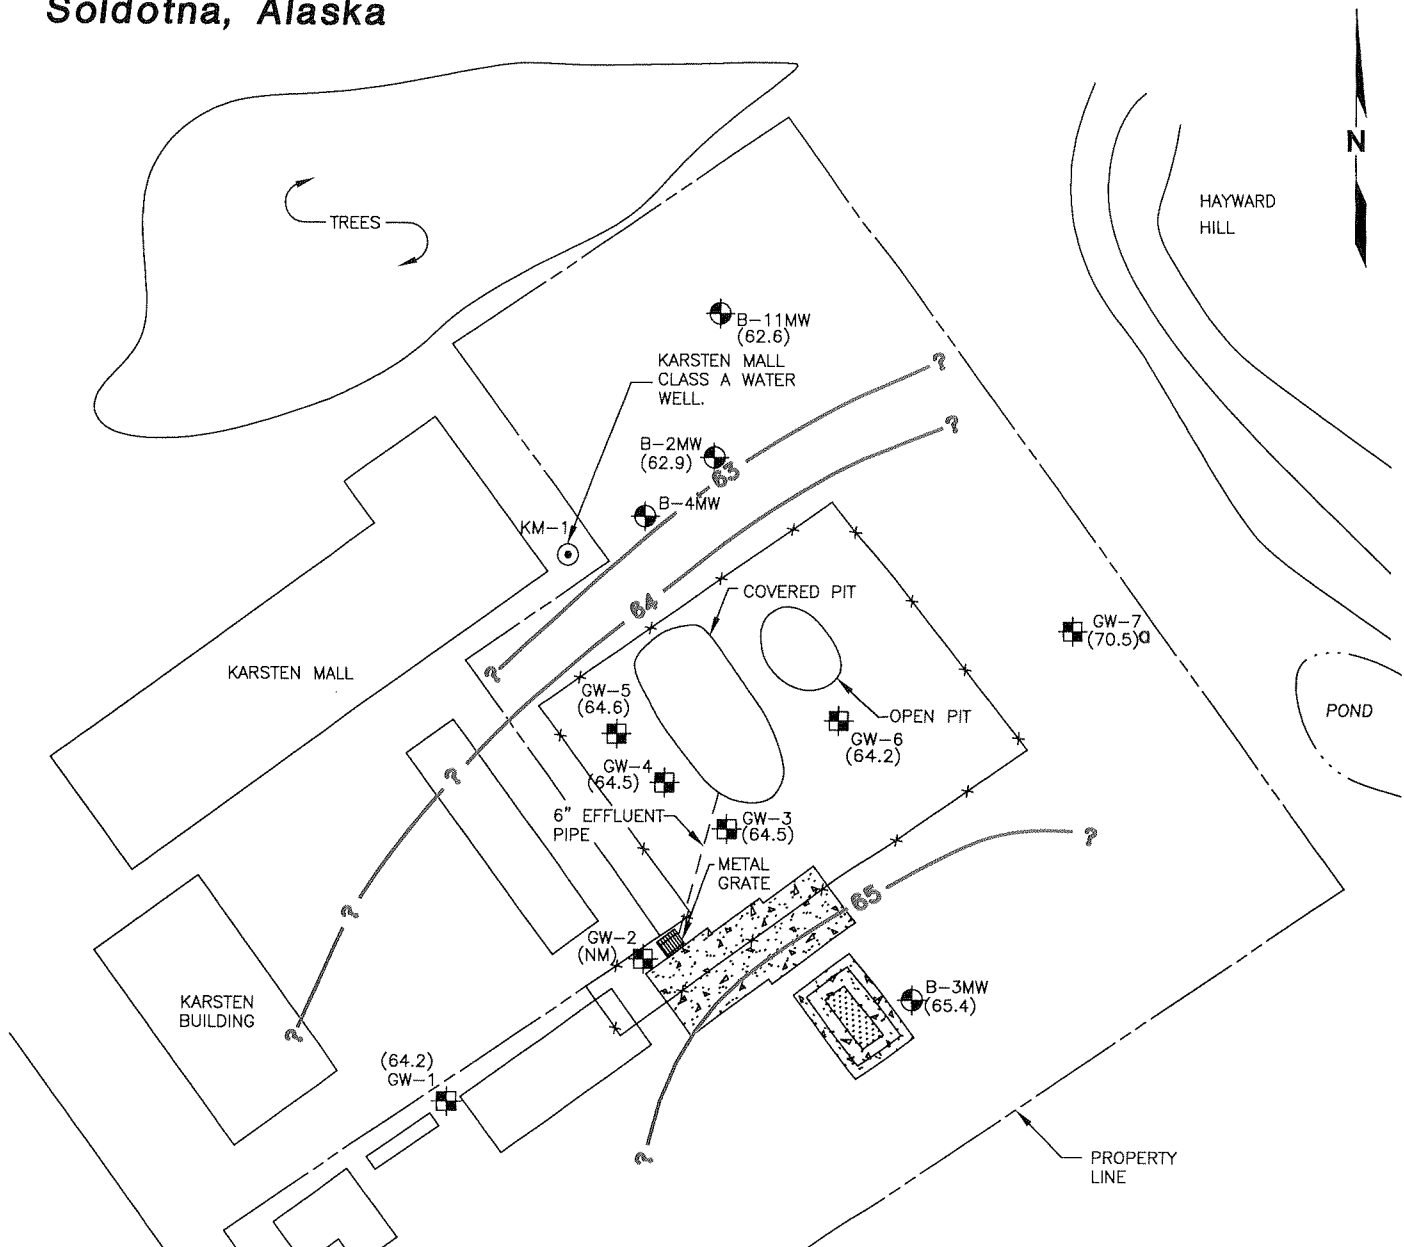 Soldotna, Alaska
N
HAYWARD
HILL
TREES
B-11MW
(62.6)
KARSTEN MALL
CLASS A WATER
WELL.
?
?
B-2MW
(62.9)
63
B-4MW
KM-1
64
COVERED PIT
GW-7
(70.5)a
KARSTEN MALL
?
GW-5
(64.6)
OPEN PIT
POND
GW-6
(64.2)
GW-4
(64.5)
?
6" EFFLUENT
PIPE
GW-3
(64.5)
?
METAL
GRATE
65
?
GW-2
(NM)
B-3MW
(65.4)
KARSTEN
BUILDING
?
(64.2)
GW-1
?
PROPERTY
LINE